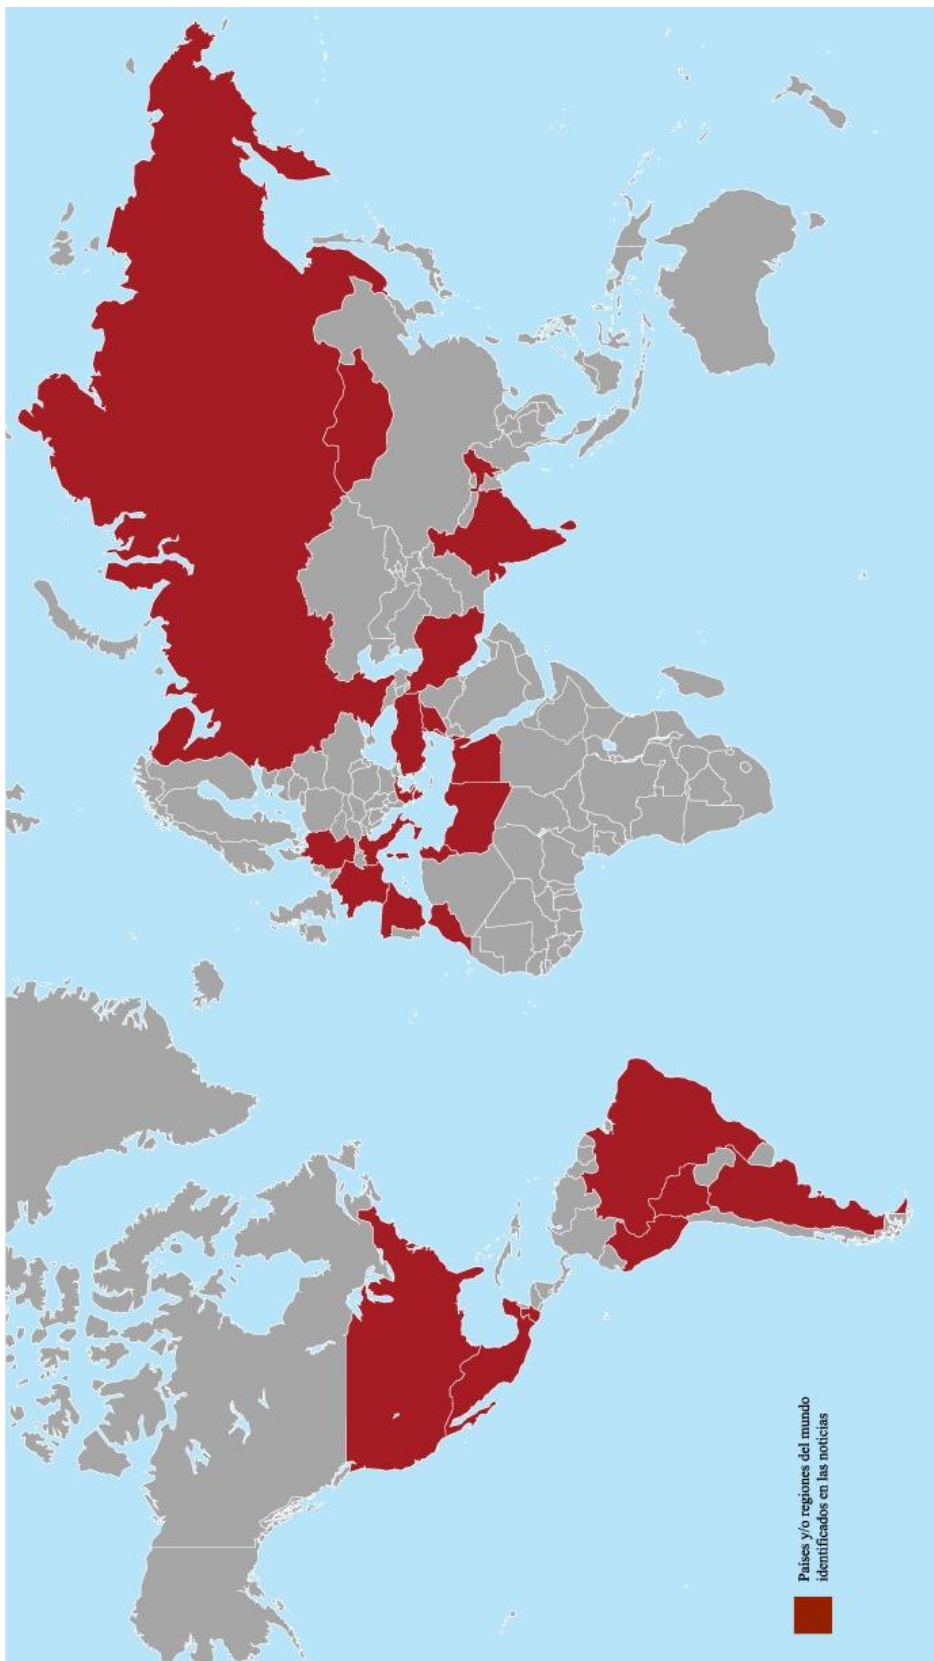 Países y/o regiones del mundo
identificados en las noticias